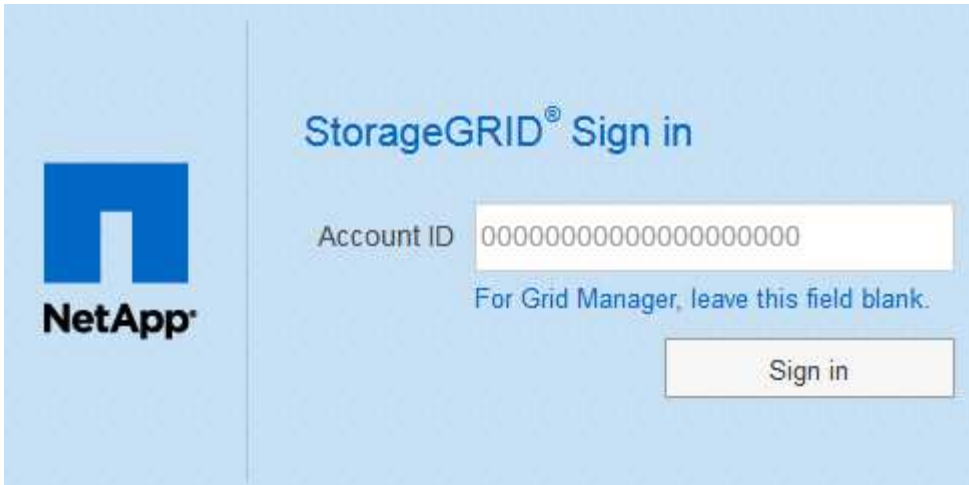 StorageGRID® Sign in
Account ID 00000000000000000000
For Grid Manager, leave this field blank.
Sign in
NetApp®